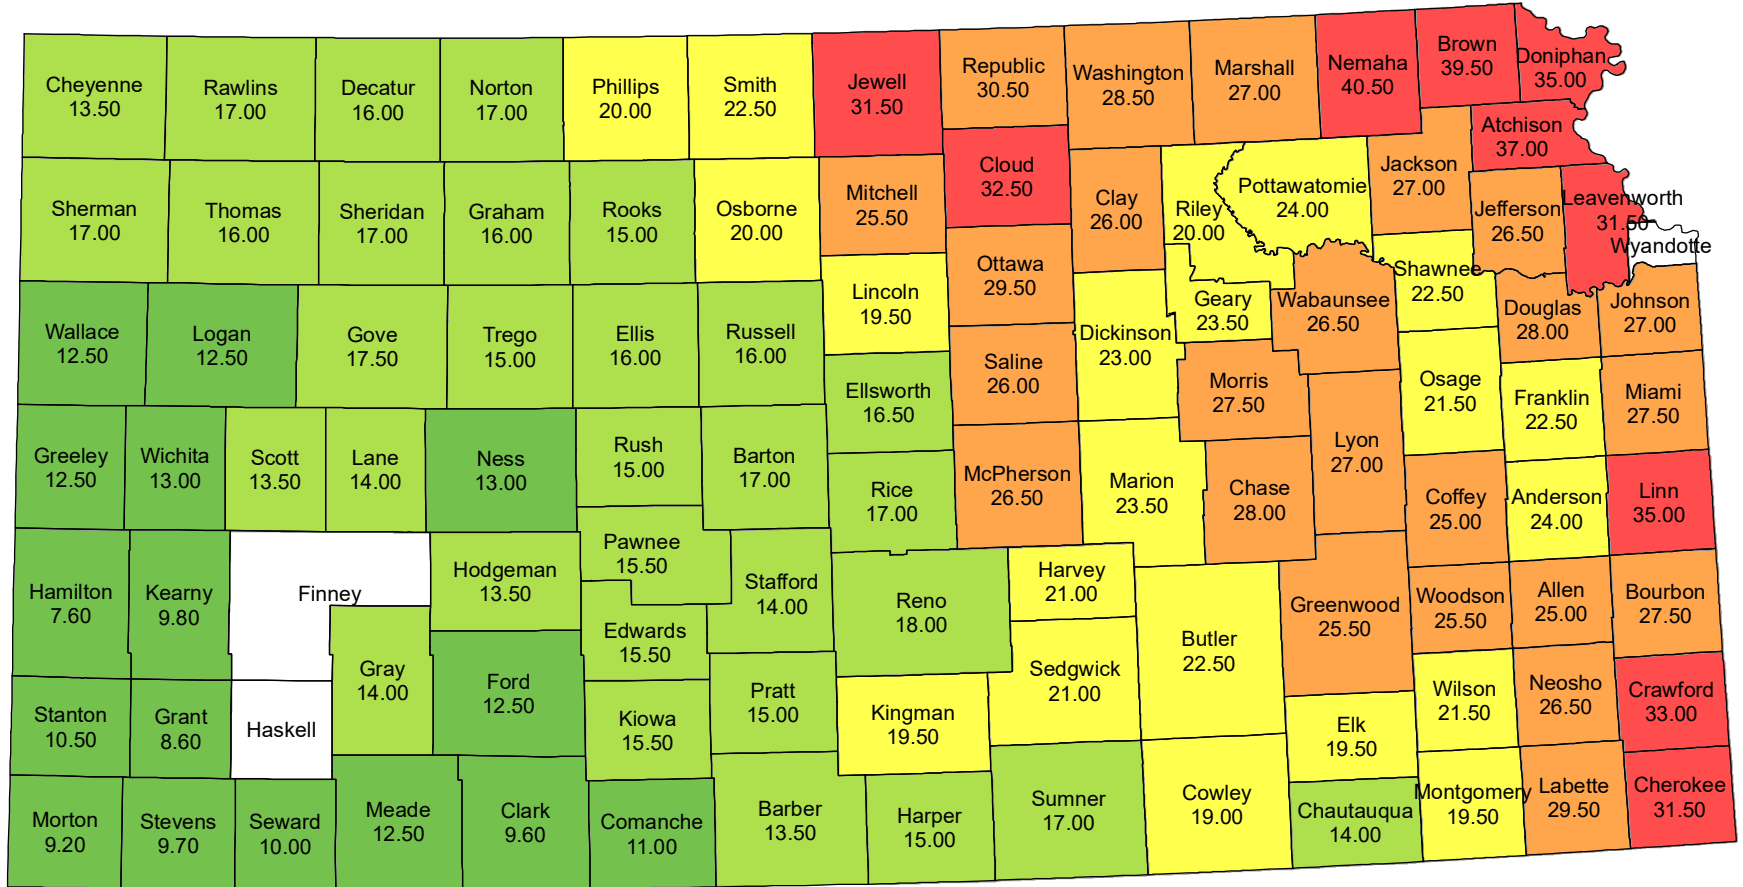 Cheyenne
13.50
Rawlins
17.00
Decatur
16.00
Norton
17.00
Phillips
20.00
Smith
22.50
Jewell
31.50
Republic
30.50
Washington
28.50
Marshall
27.00
Nemaha
40.50
Brown
39.50
Doniphan
35.00
Atchison
37.00
Sherman
17.00
Thomas
16.00
Sheridan
17.00
Graham
16.00
Rooks
15.00
Osborne
20.00
Mitchell
25.50
Cloud
32.50
Clay
26.00
Riley
20.00
Pottawatomie
24.00
Jackson
27.00
Jefferson
26.50
Leavenworth
31.50
Wyandotte
Wallace
12.50
Logan
12.50
Gove
17.50
Trego
15.00
Ellis
16.00
Russell
16.00
Lincoln
19.50
Ottawa
29.50
Dickinson
23.00
Geary
23.50
Wabaunsee
26.50
Shawnee
22.50
Douglas
28.00
Johnson
27.00
Ellsworth
16.50
Saline
26.00
Morris
27.50
Osage
21.50
Franklin
22.50
Miami
27.50
Greeley
12.50
Wichita
13.00
Scott
13.50
Lane
14.00
Ness
13.00
Rush
15.00
Barton
17.00
Rice
17.00
McPherson
26.50
Marion
23.50
Chase
28.00
Lyon
27.00
Coffey
25.00
Anderson
24.00
Linn
35.00
Hamilton
7.60
Kearny
9.80
Finney
Hodgeman
13.50
Pawnee
15.50
Stafford
14.00
Reno
18.00
Harvey
21.00
Butler
22.50
Greenwood
25.50
Woodson
25.50
Allen
25.00
Bourbon
27.50
Edwards
15.50
Gray
14.00
Ford
12.50
Sedgwick
21.00
Stanton
10.50
Grant
8.60
Haskell
Kiowa
15.50
Pratt
15.00
Kingman
19.50
Elk
19.50
Wilson
21.50
Neosho
26.50
Crawford
33.00
Morton
9.20
Stevens
9.70
Seward
10.00
Meade
12.50
Clark
9.60
Comanche
11.00
Barber
13.50
Harper
15.00
Sumner
17.00
Cowley
19.00
Chautauqua
14.00
Montgomery
19.50
Labette
29.50
Cherokee
31.50